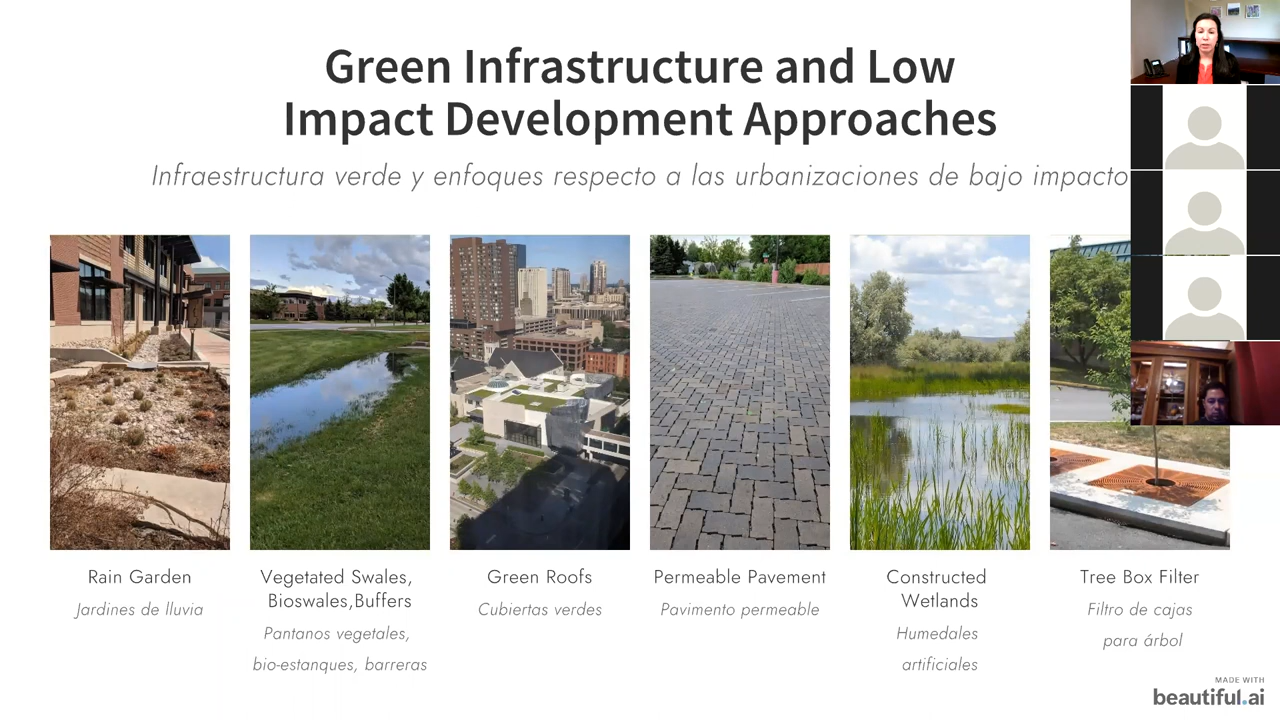 Green Infrastructure and Low
Impact Development Approaches
Infraestructura verde y enfoques respecto a las urbanizaciones de bajo impacto
Rain Garden
Jardines de lluvia
Vegetated Swales,
Bioswales,Buffers
Pantanos vegetales,
bio-estanques, barreras
Green Roofs
Cubiertas verdes
Permeable Pavement
Pavimento permeable
Constructed
Wetlands
Humedales
artificiales
Tree Box Filter
Filtro de cajas
para árbol
MADE WITH
beautiful.ai